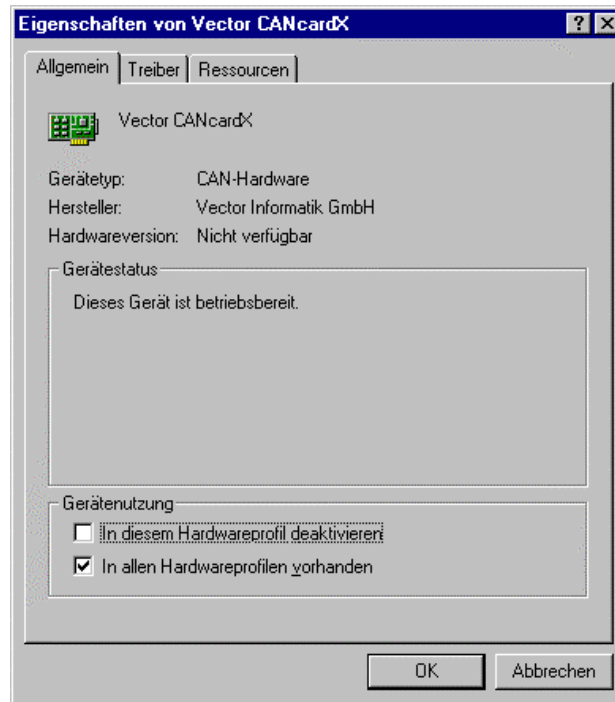 Eigenschaften von Vector CANcardX
Allgemein Treiber Ressourcen
Vector CANcardX
Gerätetyp: CAN-Hardware
Hersteller: Vector Informatik GmbH
Hardwareversion: Nicht verfügbar
Gerätestatus
Dieses Gerät ist betriebsbereit.
Gerätenutzung
In diesem Hardwareprofil deaktivieren
In allen Hardwareprofilen vorhanden
OK Abbrechen